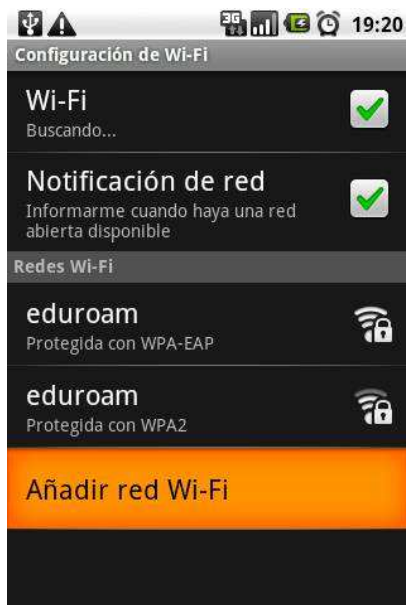 3G 19:20
Configuración de Wi-Fi
Wi-Fi
Buscando...
Notificación de red
Informarme cuando haya una red
abierta disponible
Redes Wi-Fi
eduroam
Protegida con WPA-EAP
eduroam
Protegida con WPA2
Añadir red Wi-Fi